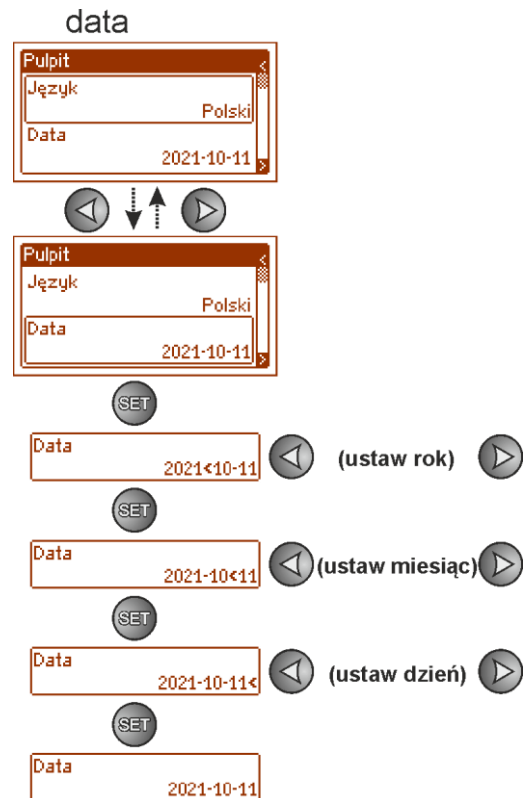 data
Pulpit
Język
Polski
Data
2021-10-11
Pulpit
Język
Polski
Data
2021-10-11
SET
Data
2021<10-11
(ustaw rok)
SET
Data
2021-10<11
(ustaw miesiąc)
SET
Data
2021-10-11<
(ustaw dzień)
SET
Data
2021-10-11